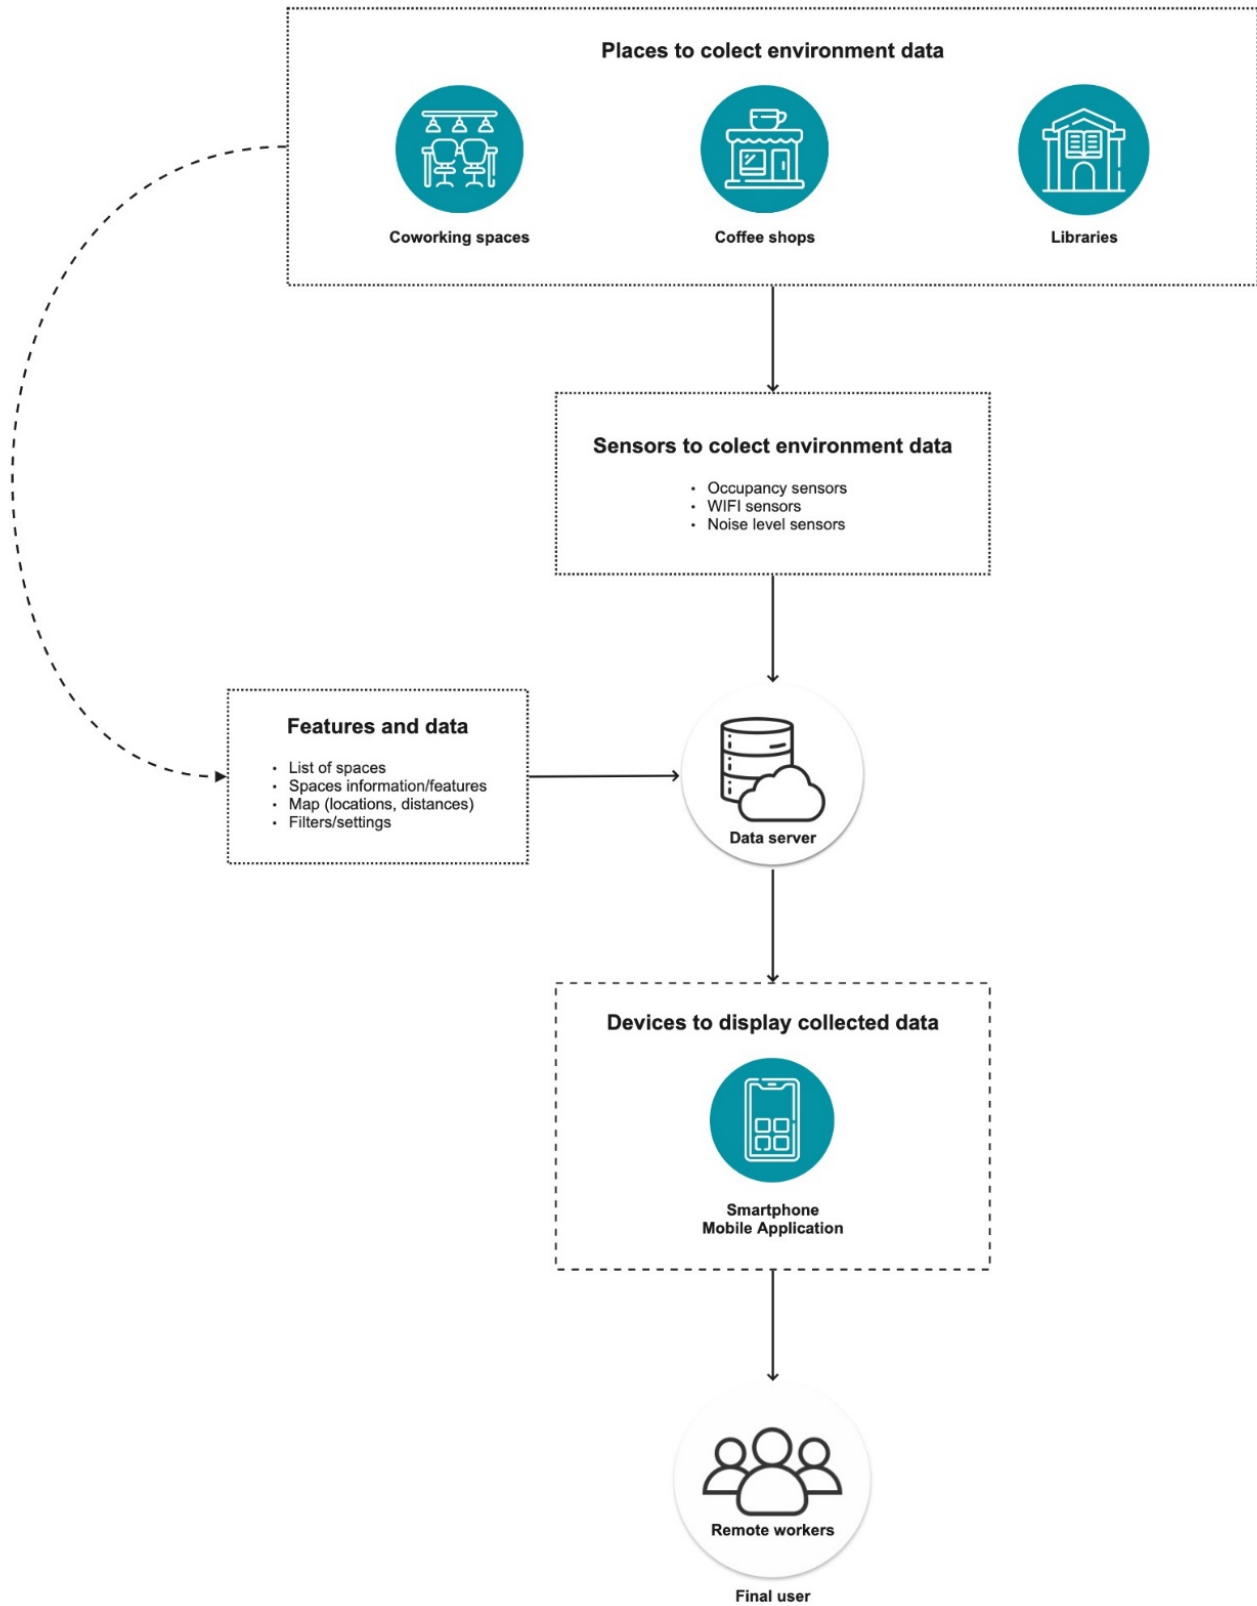 Places to colect environment data
Coworking spaces
Coffee shops
Libraries
Sensors to colect environment data
• Occupancy sensors
• WIFI sensors
• Noise level sensors
Features and data
• List of spaces
• Spaces information/features
• Map (locations, distances)
• Filters/settings
Data server
Devices to display collected data
Smartphone
Mobile Application
Remote workers
Final user